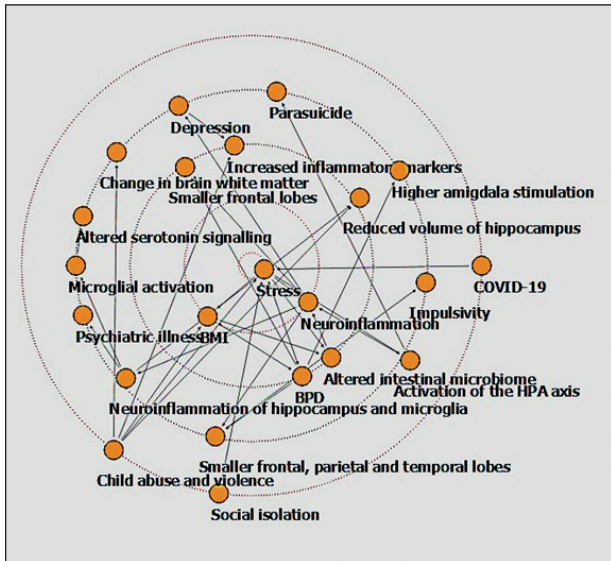 Parasuicide
Depression
Increased inflammatory markers
Change in brain white matter
Higher amigdala stimulation
Smaller frontal lobes
Reduced volume of hippocampus
Altered serotonin signalling
COVID-19
Microglial activation
Stress
Impulsivity
Neuroinflammation
Psychiatric illness
BMI
Altered intestinal microbiome
Activation of the HPA axis
BPD
Neuroinflammation of hippocampus and microglia
Smaller frontal, parietal and temporal lobes
Child abuse and violence
Social isolation